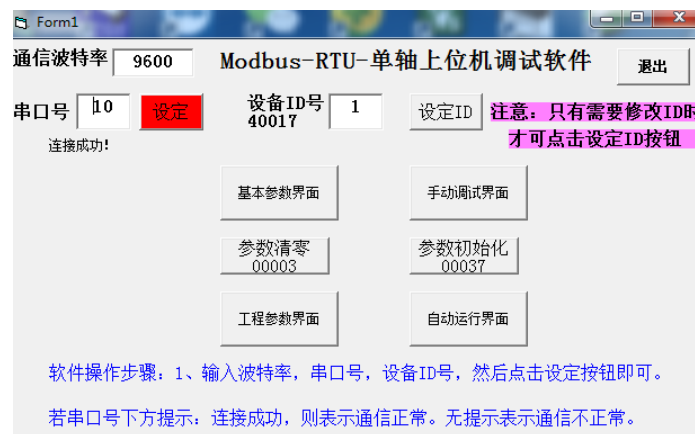 Form1
通信波特率 9600 Modbus-RTU-单轴上位机调试软件 退出
串口号 10 设定 设备ID号 40017 1 设定ID 注意：只有需要修改ID时
才可点击设定ID按钮
连接成功!
基本参数界面 手动调试界面
参数清零 参数初始化
00003 00037
工程参数界面 自动运行界面
软件操作步骤：1、输入波特率，串口号，设备ID号，然后点击设定按钮即可。
若串口号下方提示：连接成功，则表示通信正常。无提示表示通信不正常。